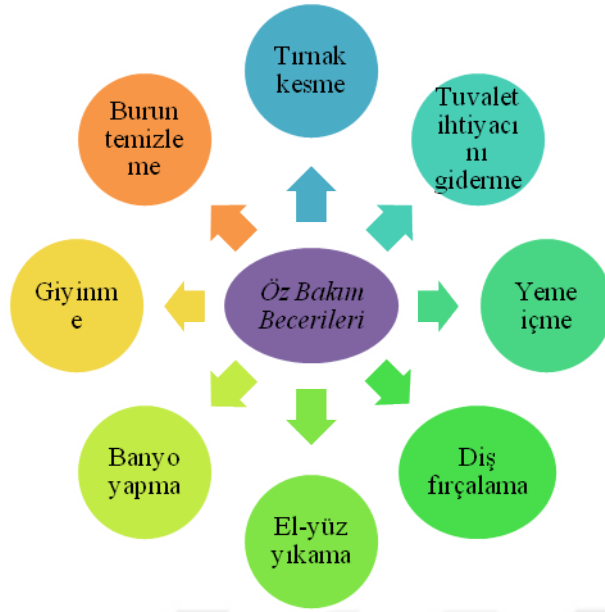 Tırnak
kesme
Tuvalet
ihtiyacı
nı
giderme
Yeme
içme
Diş
fırçalama
El-yüz
yıkama
Banyo
yapma
Giyinm
e
Burun
temizle
me
Öz Bakım
Becerileri